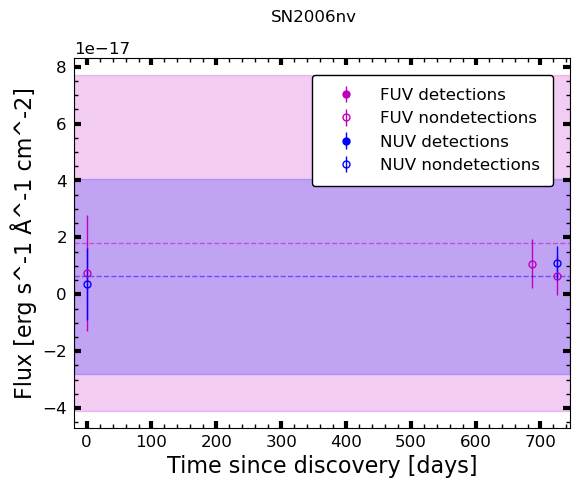 SN2006nv
1e−17
8
6
4
2
0
−2
−4
Flux [erg s^-1 Å^-1 cm^-2]
FUV detections
FUV nondetections
NUV detections
NUV nondetections
0 100 200 300 400 500 600 700
Time since discovery [days]